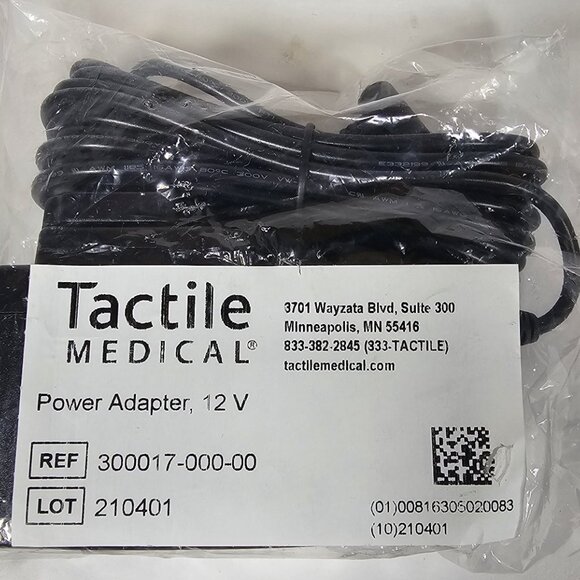 Tactile
MEDICAL®
3701 Wayzata Blvd, Suite 300
Minneapolis, MN 55416
833-382-2845 (333-TACTILE)
tactilemedical.com
Power Adapter, 12 V
REF 300017-000-00
LOT 210401
(01)00816305020083
(10)210401